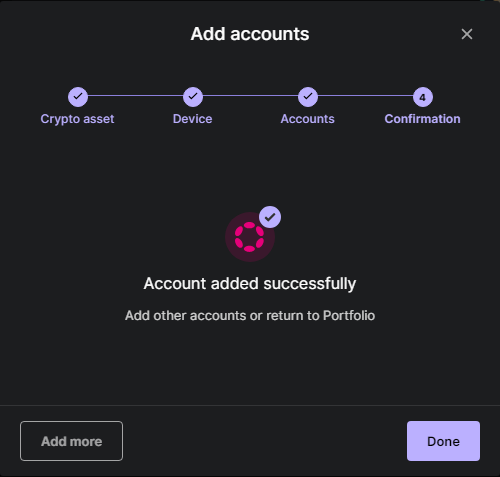 Add accounts
4
Crypto asset
Device
Accounts
Confirmation
Account added successfully
Add other accounts or return to Portfolio
Add more
Done